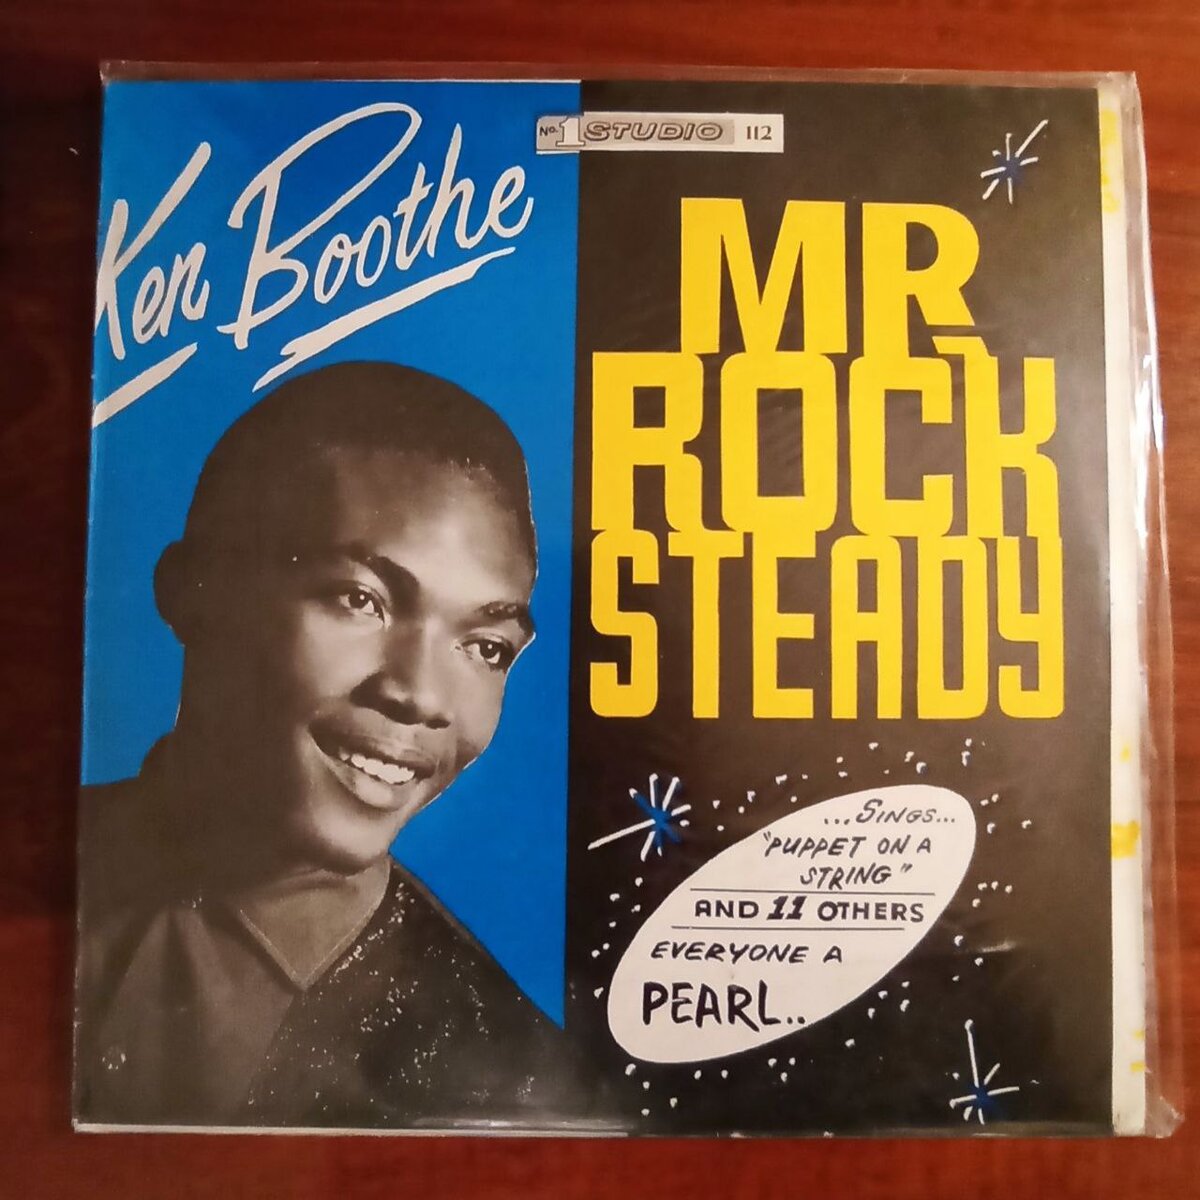 Ken Boothe
No. 1 STUDIO 112
MR
ROCK
STEADY
...SINGS...
"PUPPET ON A
STRING"
AND 11 OTHERS
EVERYONE A
PEARL..